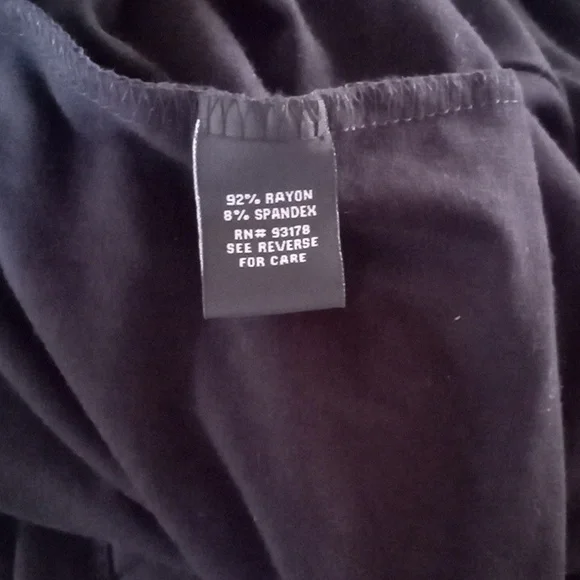 92% RAYON
8% SPANDEX
RN# 93178
SEE REVERSE
FOR CARE